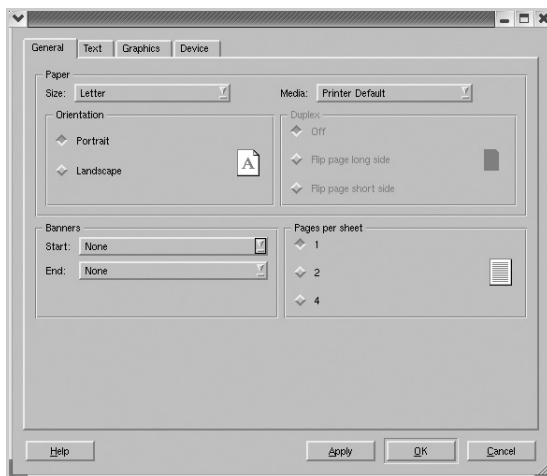 General Text Graphics Device
Paper
Size: Letter Media: Printer Default
Orientation Duplex
Portrait Off
A
Landscape Flip page long side
Flip page short side
Banners Pages per sheet
Start: None 1
End: None 2
4
Help Apply OK Cancel